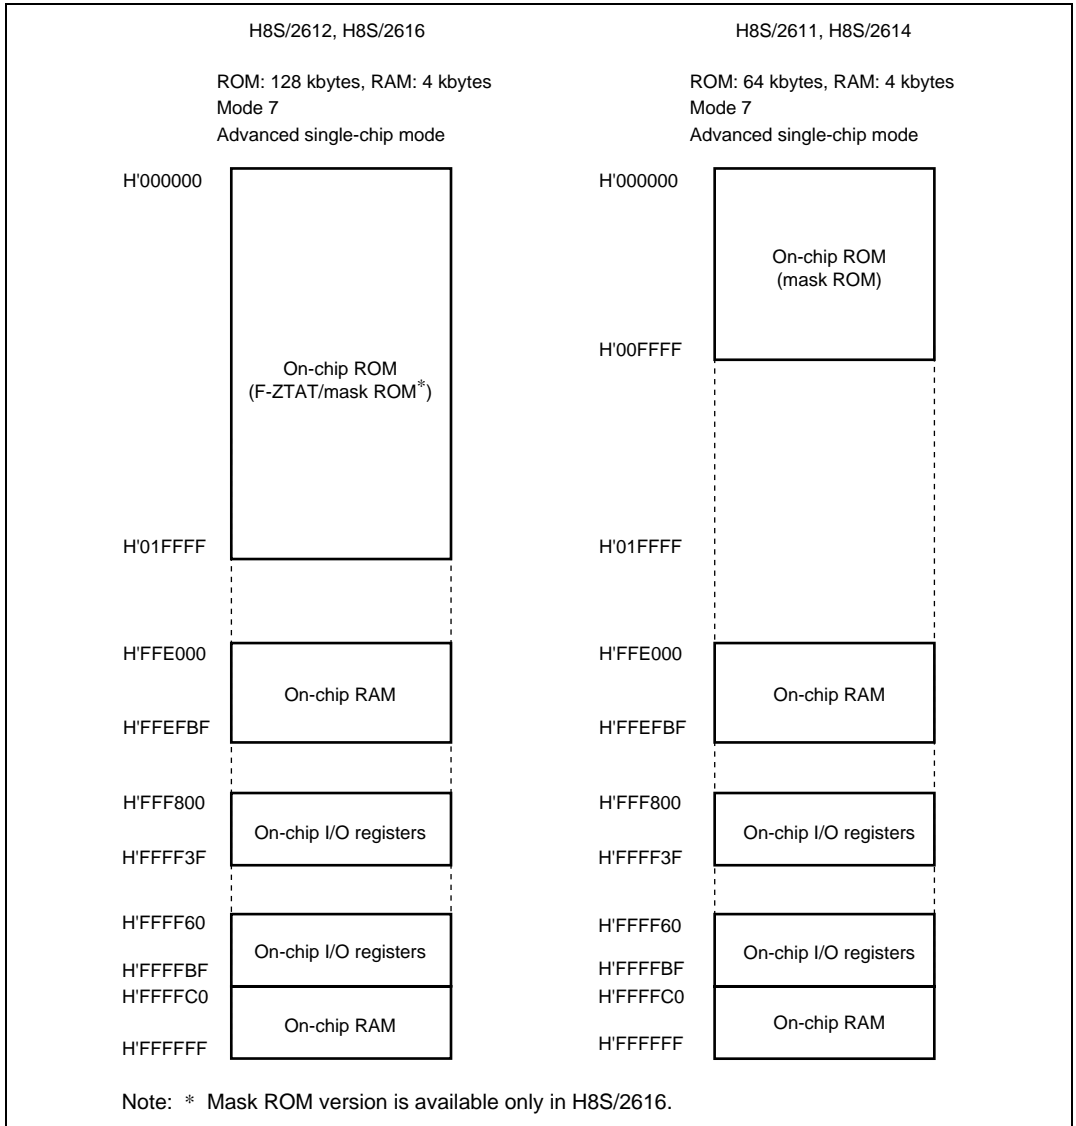 H8S/2612, H8S/2616
ROM: 128 kbytes, RAM: 4 kbytes
Mode 7
Advanced single-chip mode
H'000000
On-chip ROM
(F-ZTAT/mask ROM*)
H'01FFFF
H'FFE000
On-chip RAM
H'FFEFBF
H'FFF800
On-chip I/O registers
H'FFFF3F
H'FFFF60
On-chip I/O registers
H'FFFFBF
H'FFFFC0
On-chip RAM
H'FFFFFF
H8S/2611, H8S/2614
ROM: 64 kbytes, RAM: 4 kbytes
Mode 7
Advanced single-chip mode
H'000000
On-chip ROM
(mask ROM)
H'00FFFF
H'01FFFF
H'FFE000
On-chip RAM
H'FFEFBF
H'FFF800
On-chip I/O registers
H'FFFF3F
H'FFFF60
On-chip I/O registers
H'FFFFBF
H'FFFFC0
On-chip RAM
H'FFFFFF
Note: * Mask ROM version is available only in H8S/2616.